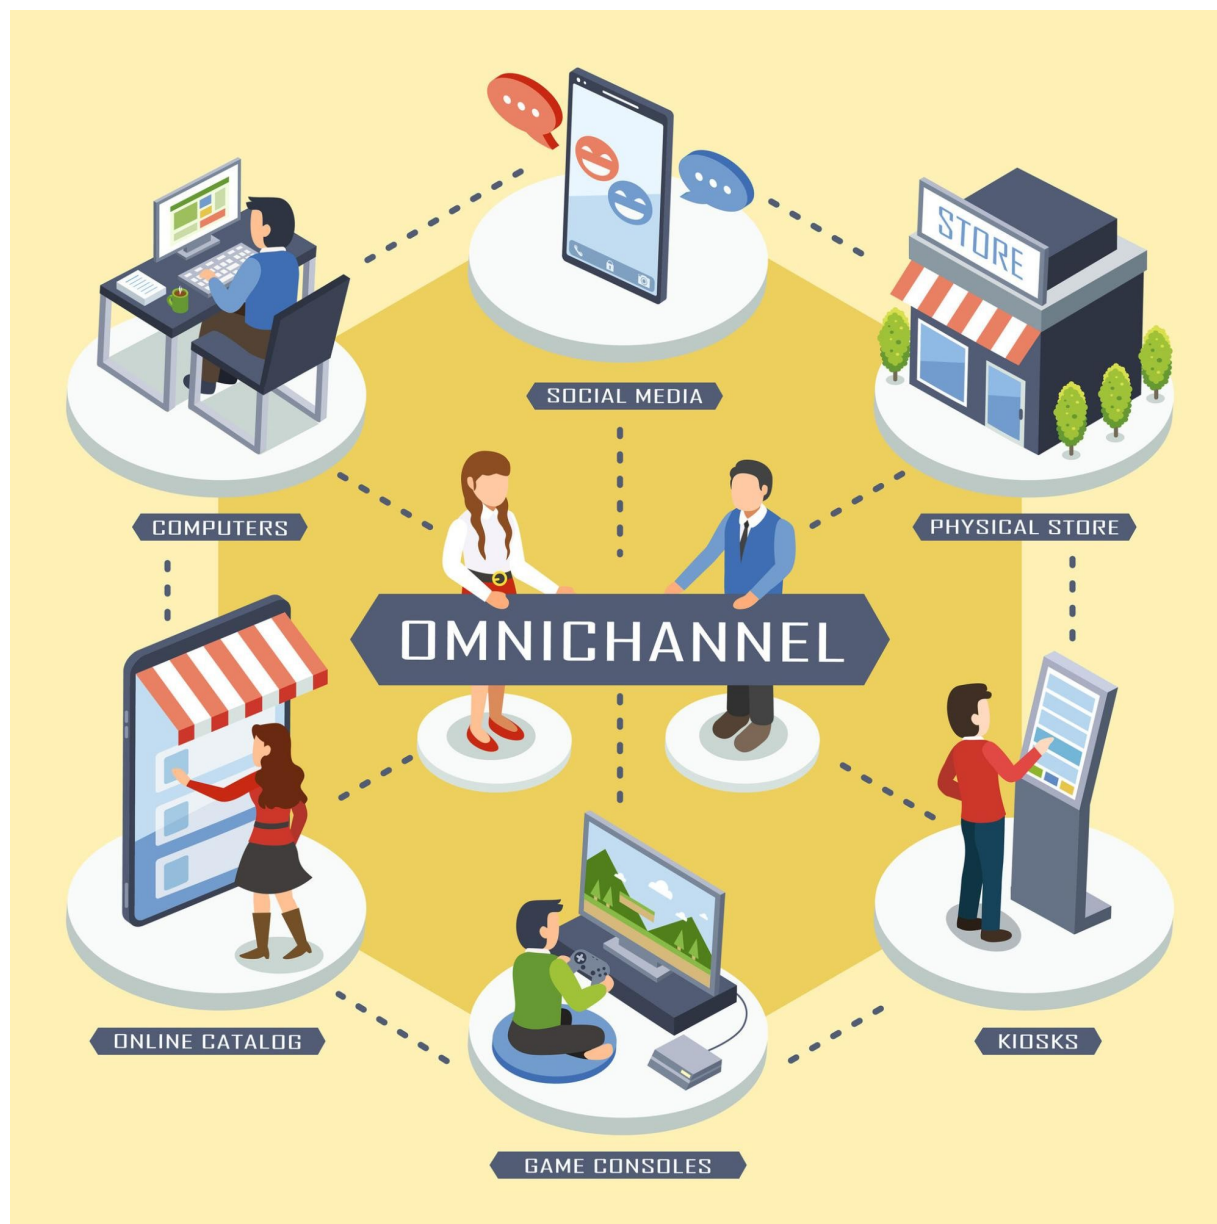 SOCIAL MEDIA
STORE
COMPUTERS
PHYSICAL STORE
OMNICHANNEL
ONLINE CATALOG
KIOSKS
GAME CONSOLES